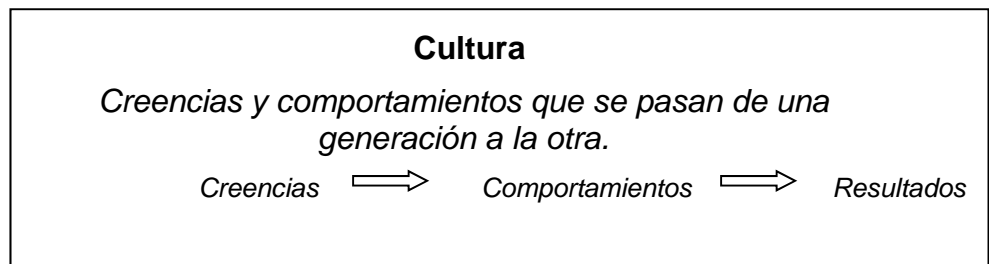 Cultura
Creencias y comportamientos que se pasan de una
generación a la otra.
Creencias Comportamientos Resultados